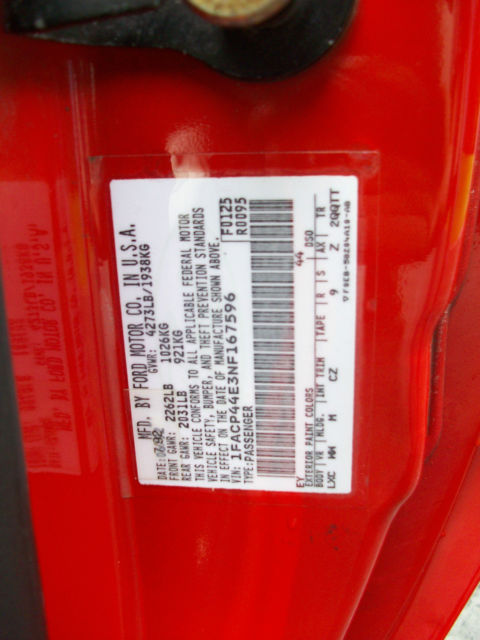 MFD. BY FORD MOTOR CO. IN U.S.A.
DATE: 7/92 GVWR: 4273LB/1938KG
FRONT GAWR: 2262LB 1026KG
REAR GAWR: 2031LB 921KG
THIS VEHICLE CONFORMS TO ALL APPLICABLE FEDERAL MOTOR
VEHICLE SAFETY, BUMPER, AND THEFT PREVENTION STANDARDS
IN EFFECT ON THE DATE OF MANUFACTURE SHOWN ABOVE.
VIN: 1FACP44E3NF167596 F0125
TYPE: PASSENGER R0095
44
EY DSO
EXTERIOR PAINT COLORS
BODY VR MLDG. INT TRIM TAPE R S AX TR
LXC MM M CZ 9 Z 2QQTT